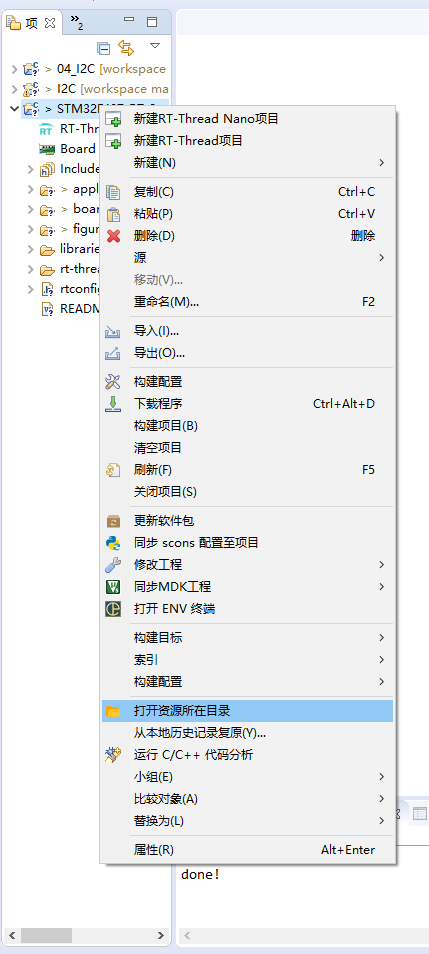 项
»2
> 04_I2C [workspace
> I2C [workspace ma
> STM32
RT-Thr
Board
Include
> appl
> boar
> figur
libraries
rt-threa
rtconfig
READM
新建RT-Thread Nano项目
新建RT-Thread项目
新建(N)
复制(C) Ctrl+C
粘贴(P) Ctrl+V
删除(D) 删除
源
移动(V)...
重命名(M)... F2
导入(I)...
导出(O)...
构建配置
下载程序 Ctrl+Alt+D
构建项目(B)
清空项目
刷新(F) F5
关闭项目(S)
更新软件包
同步 scons 配置至项目
修改工程
同步MDK工程
打开 ENV 终端
构建目标
索引
构建配置
打开资源所在目录
从本地历史记录复原(Y)...
运行 C/C++ 代码分析
小组(E)
比较对象(A)
替换为(L)
属性(R) Alt+Enter
done!